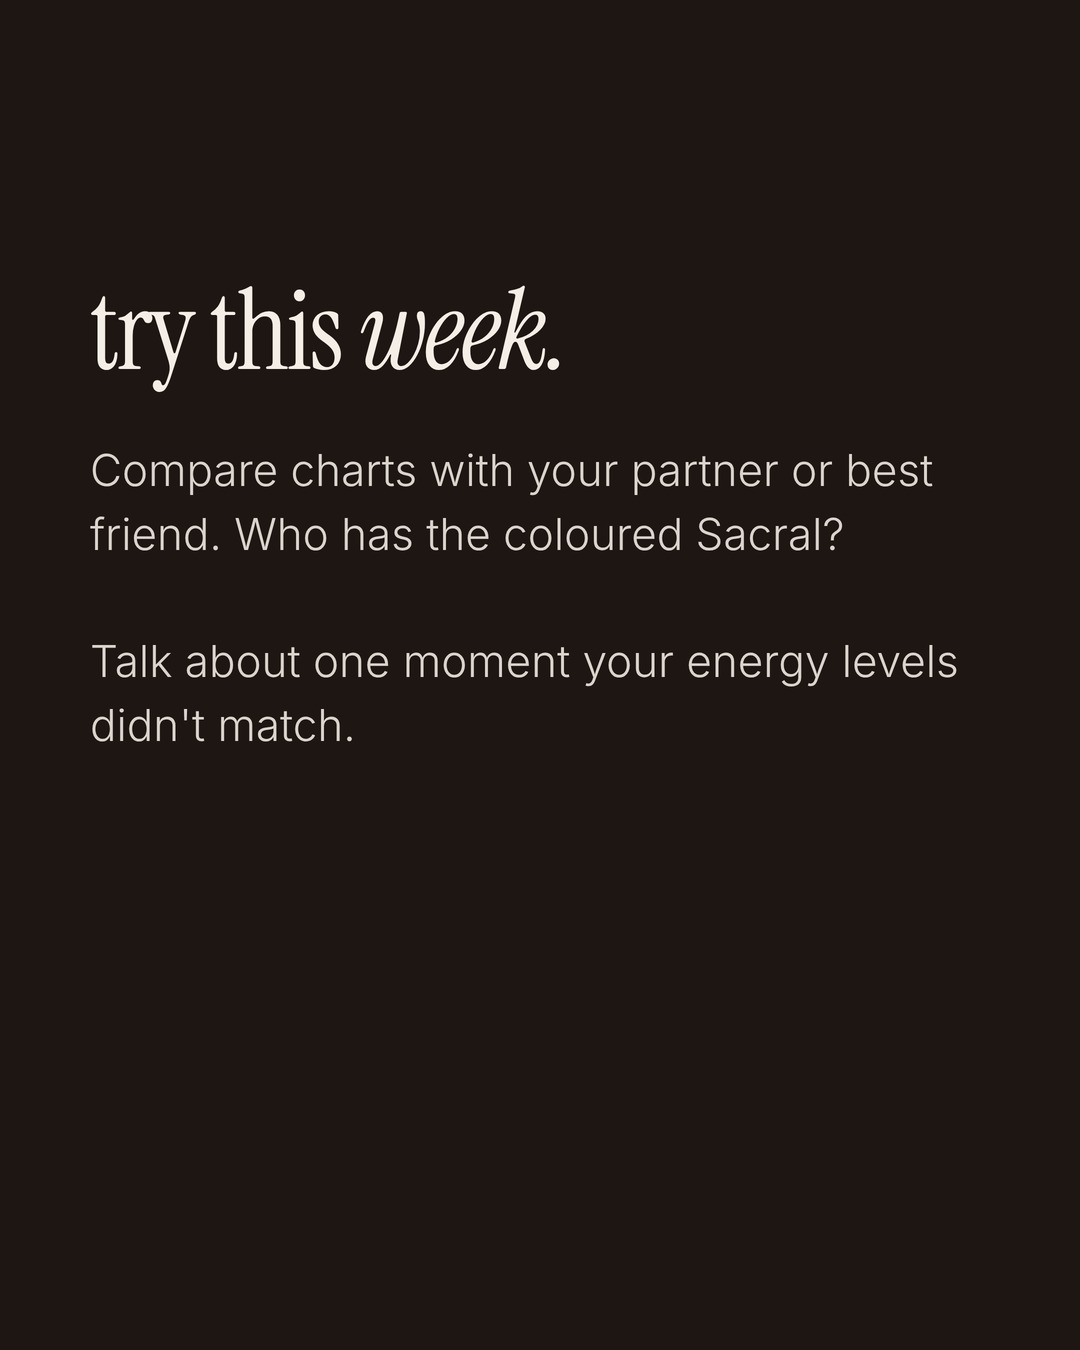 try this week.
Compare charts with your partner or best
friend. Who has the coloured Sacral?
Talk about one moment your energy levels
didn't match.